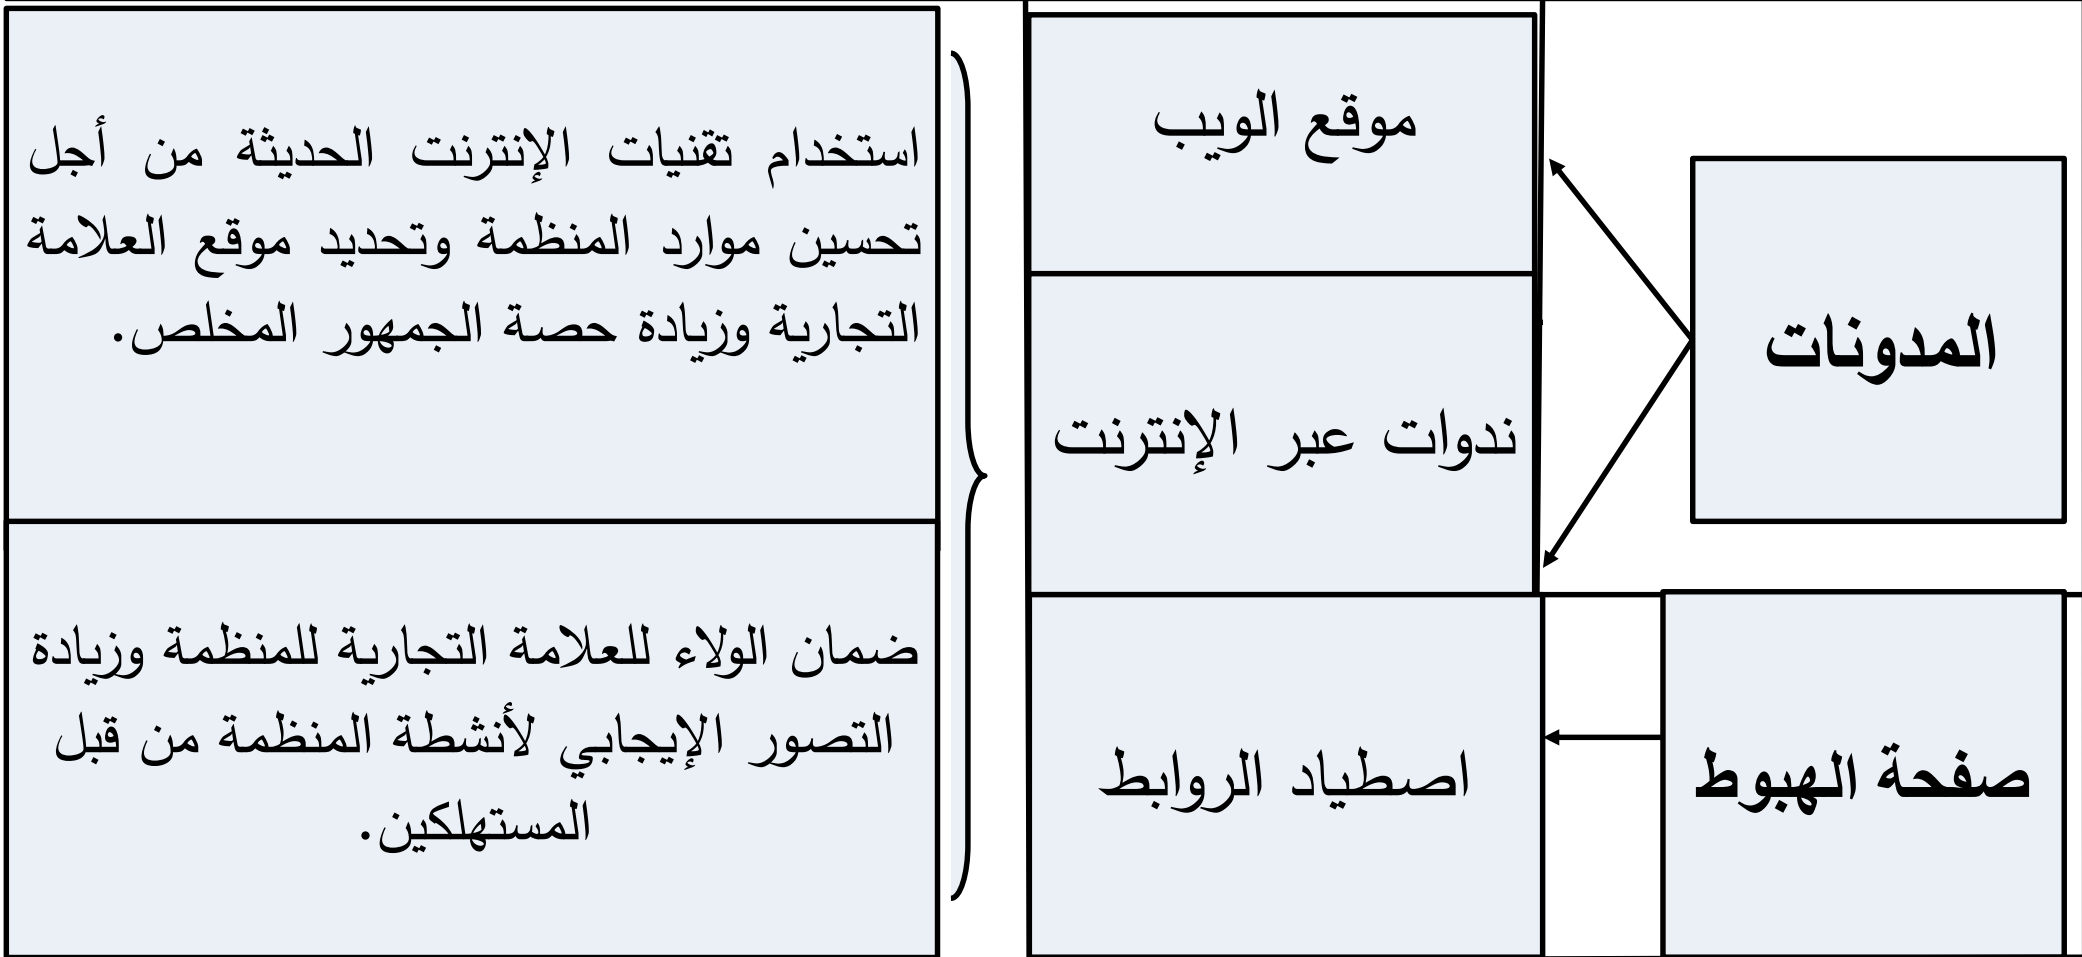 المدونات
موقع الويب
ندوات عبر الإنترنت
صفحة الهبوط
اصطياد الروابط
استخدام تقنيات الإنترنت الحديثة من أجل
تحسين موارد المنظمة وتحديد موقع العلامة
التجارية وزيادة حصة الجمهور المخلص.
ضمان الولاء للعلامة التجارية للمنظمة وزيادة
التصور الإيجابي لأنشطة المنظمة من قبل
المستهلكين.